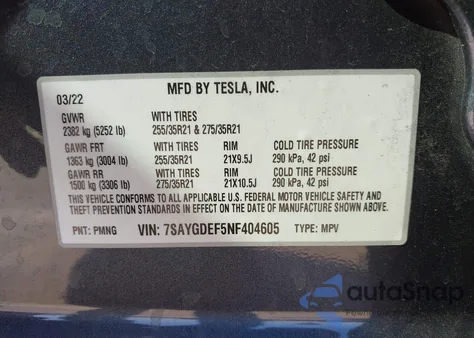 MFD BY TESLA, INC.
03/22
GVWR WITH TIRES
2382 kg (5252 lb) 255/35R21 & 275/35R21
GAWR FRT WITH TIRES RIM COLD TIRE PRESSURE
1363 kg (3004 lb) 255/35R21 21X9.5J 290 kPa, 42 psi
GAWR RR WITH TIRES RIM COLD TIRE PRESSURE
1500 kg (3306 lb) 275/35R21 21X10.5J 290 kPa, 42 psi
THIS VEHICLE CONFORMS TO ALL APPLICABLE U.S. FEDERAL MOTOR VEHICLE SAFETY AND
THEFT PREVENTION STANDARDS IN EFFECT ON THE DATE OF MANUFACTURE SHOWN ABOVE.
PNT: PMNG VIN: 7SAYGDEF5NF404605 TYPE: MPV
autoSnap